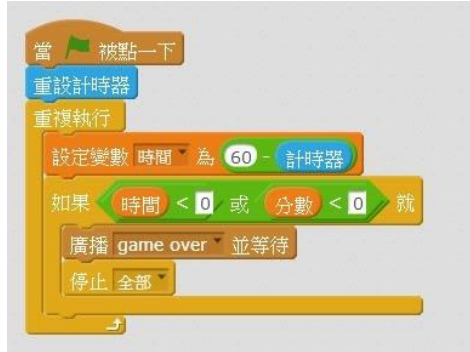 當 被點一下
重設計時器
重複執行
設定變數 時間 為 60 - 計時器
如果 時間 < 0 或 分數 < 0 就
廣播 game over 並等待
停止 全部